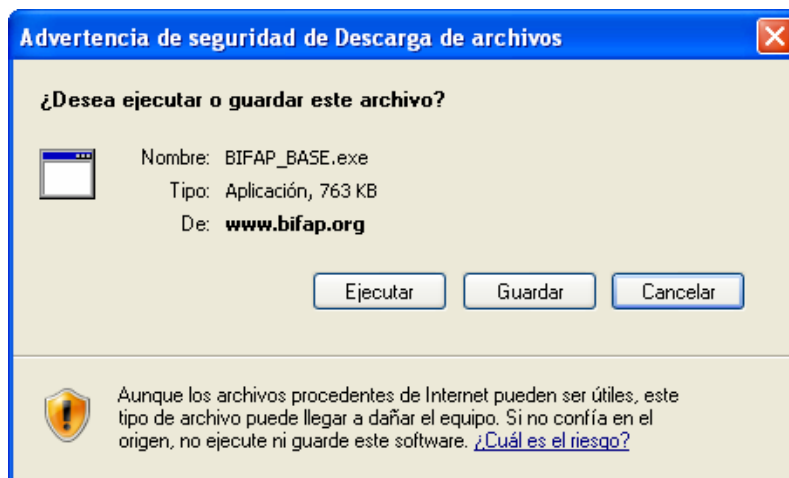 Advertencia de seguridad de Descarga de archivos
¿Desea ejecutar o guardar este archivo?
Nombre: BIFAP_BASE.exe
Tipo: Aplicación, 763 KB
De: www.bifap.org
Ejecutar Guardar Cancelar
Aunque los archivos procedentes de Internet pueden ser útiles, este
tipo de archivo puede llegar a dañar el equipo. Si no confía en el
origen, no ejecute ni guarde este software. ¿Cuál es el riesgo?